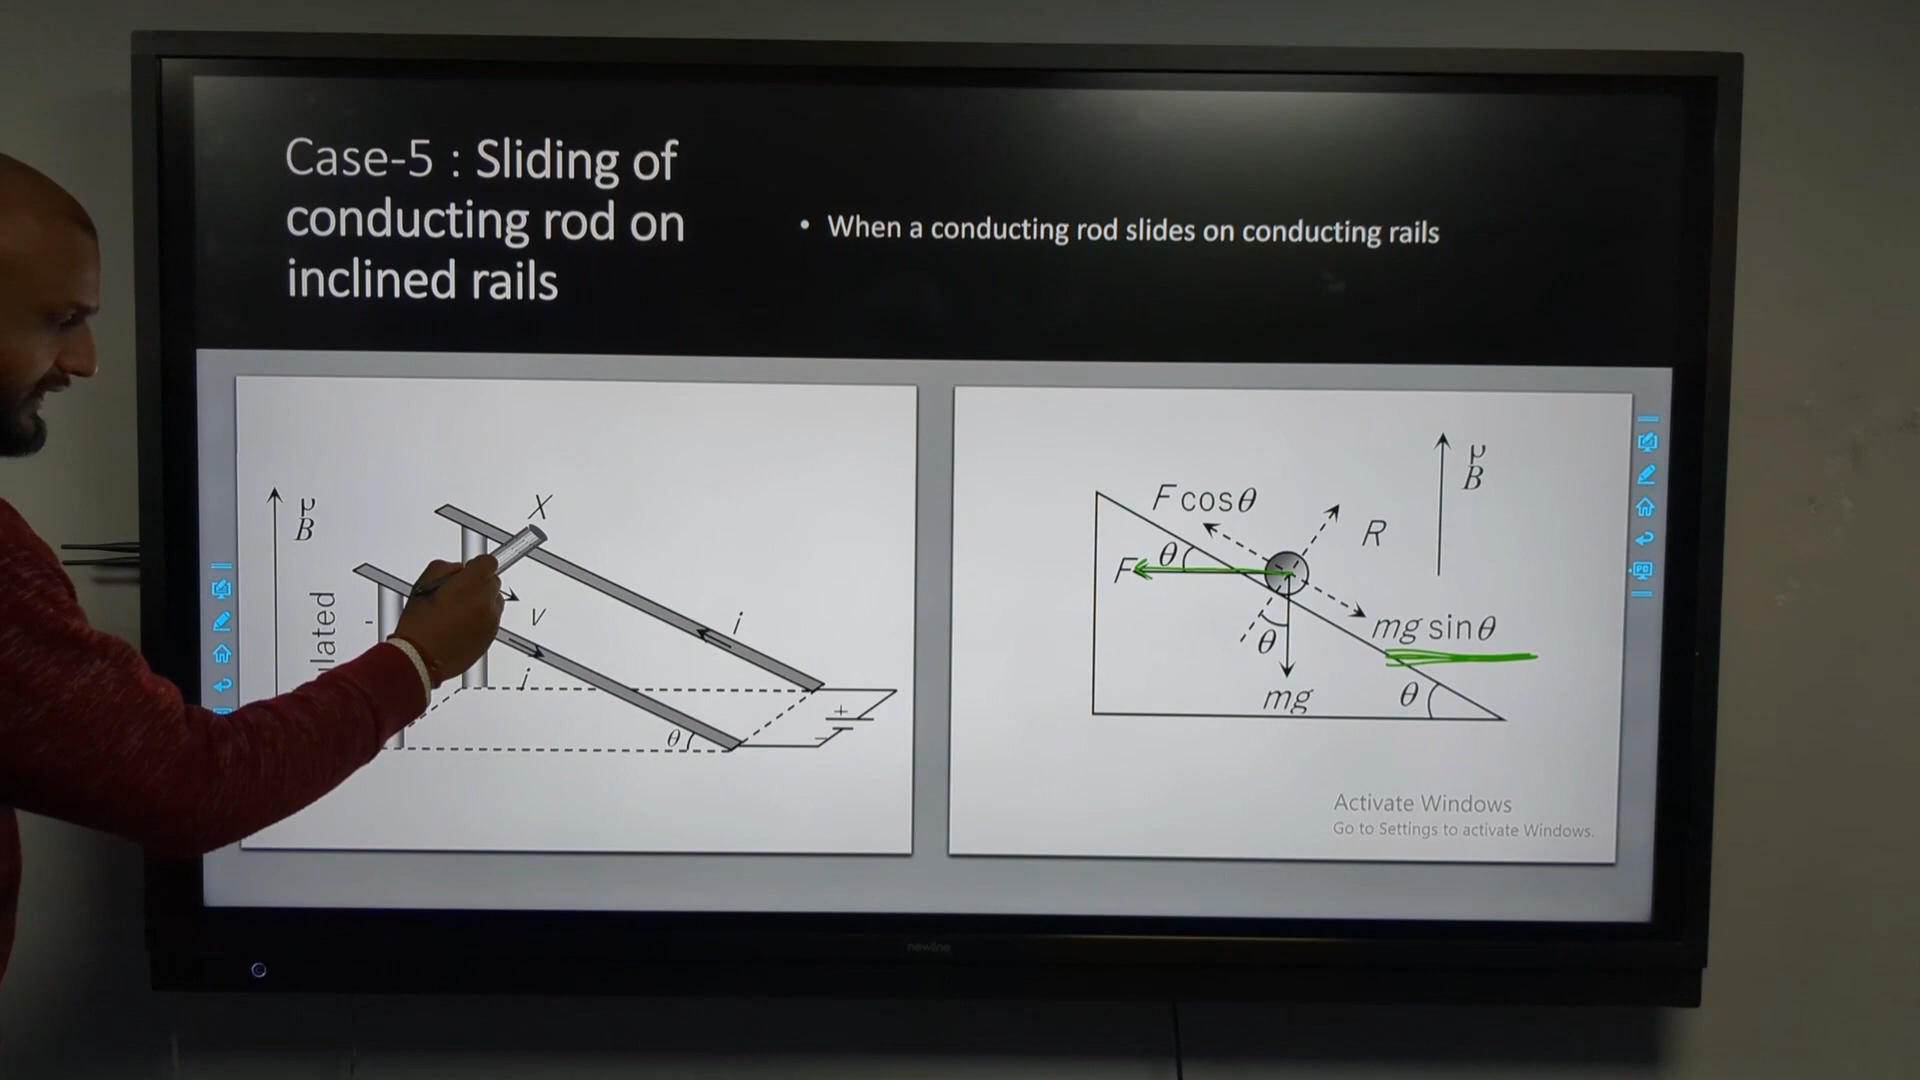 Case-5 : Sliding of
conducting rod on
inclined rails
• When a conducting rod slides on conducting rails
μ
B
X
v
i
i
θ
+
-
-
lated
μ
B
F cosθ
R
F
θ
mg sinθ
θ
mg
θ
Activate Windows
Go to Settings to activate Windows.
newline